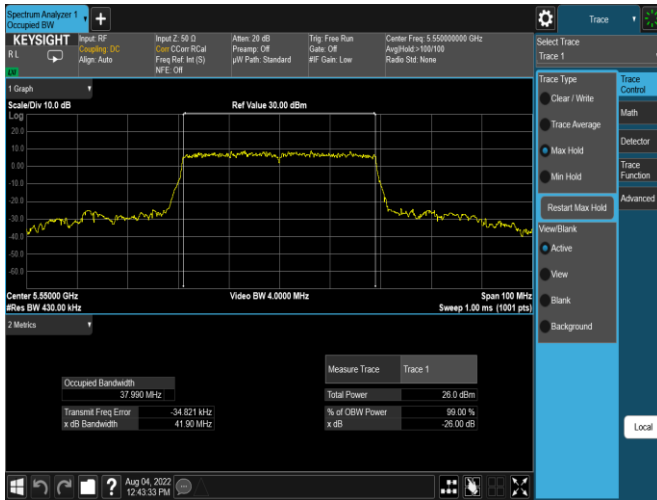 Spectrum Analyzer 1
Occupied BW
+
KEYSIGHT
RL
Input: RF
Coupling: DC
Align: Auto
Input Z: 50 Ω
Corr CCorr RCal
Freq Ref: Int (S)
NFE: Off
Atten: 20 dB
Preamp: Off
µW Path: Standard
Trig: Free Run
Gate: Off
#IF Gain: Low
Center Freq: 5.550000000 GHz
Avg|Hold:>100/100
Radio Std: None
1 Graph
Scale/Div 10.0 dB
Ref Value 30.00 dBm
Log
20.0
10.0
0.00
-10.0
-20.0
-30.0
-40.0
-50.0
-60.0
Center 5.55000 GHz
#Res BW 430.00 kHz
Video BW 4.0000 MHz
Span 100 MHz
Sweep 1.00 ms (1001 pts)
2 Metrics
Occupied Bandwidth
37.990 MHz
Transmit Freq Error -34.821 kHz
x dB Bandwidth 41.90 MHz
Measure Trace Trace 1
Total Power 26.0 dBm
% of OBW Power 99.00 %
x dB -26.00 dB
?
Aug 04, 2022
12:43:33 PM
Trace
Select Trace
Trace 1
Trace Type
Clear / Write
Trace Average
Max Hold
Min Hold
Restart Max Hold
View/Blank
Active
View
Blank
Background
Trace
Control
Math
Detector
Trace
Function
Advanced
Local